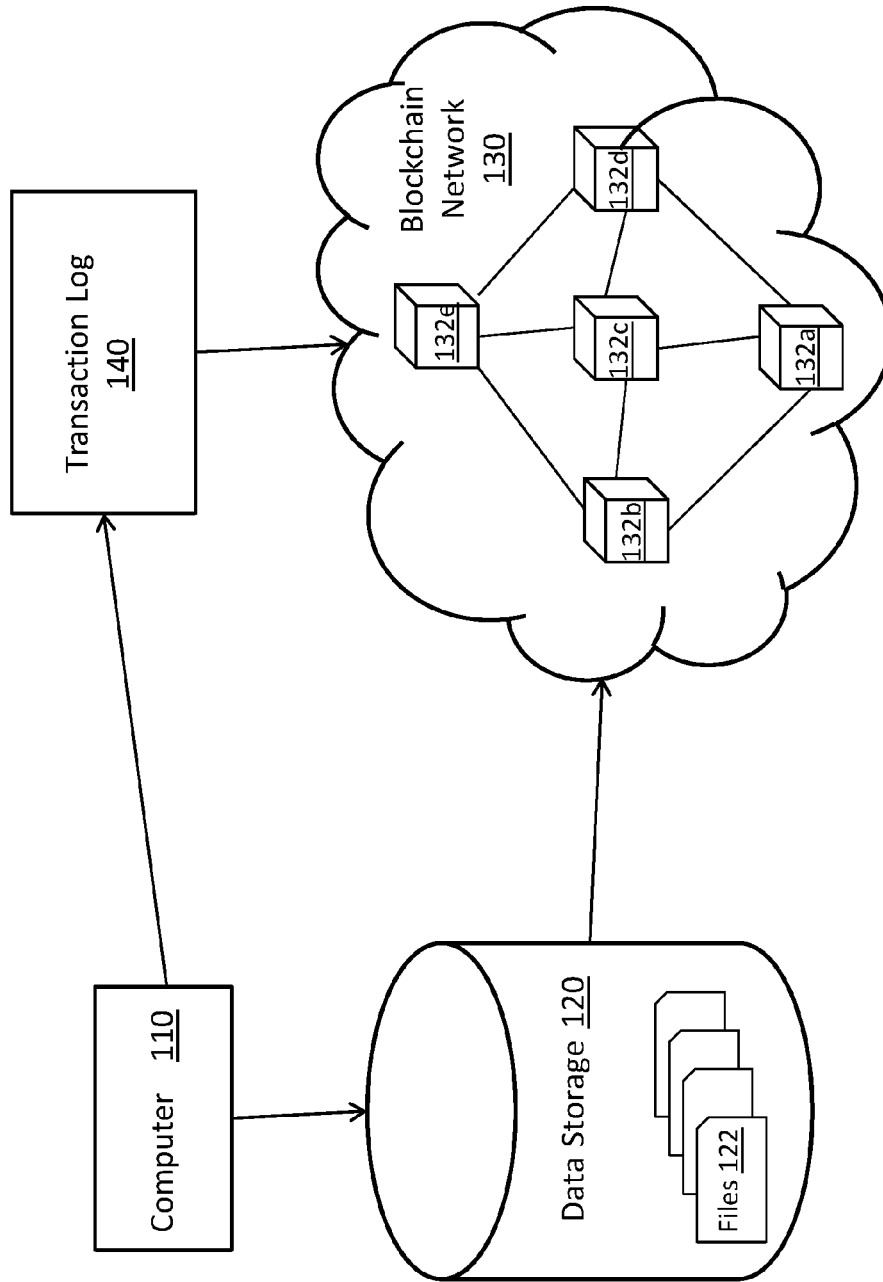 Computer 110
Transaction Log
140
Data Storage 120
Files 122
Blockchain
Network
130
132e
132b
132c
132d
132a